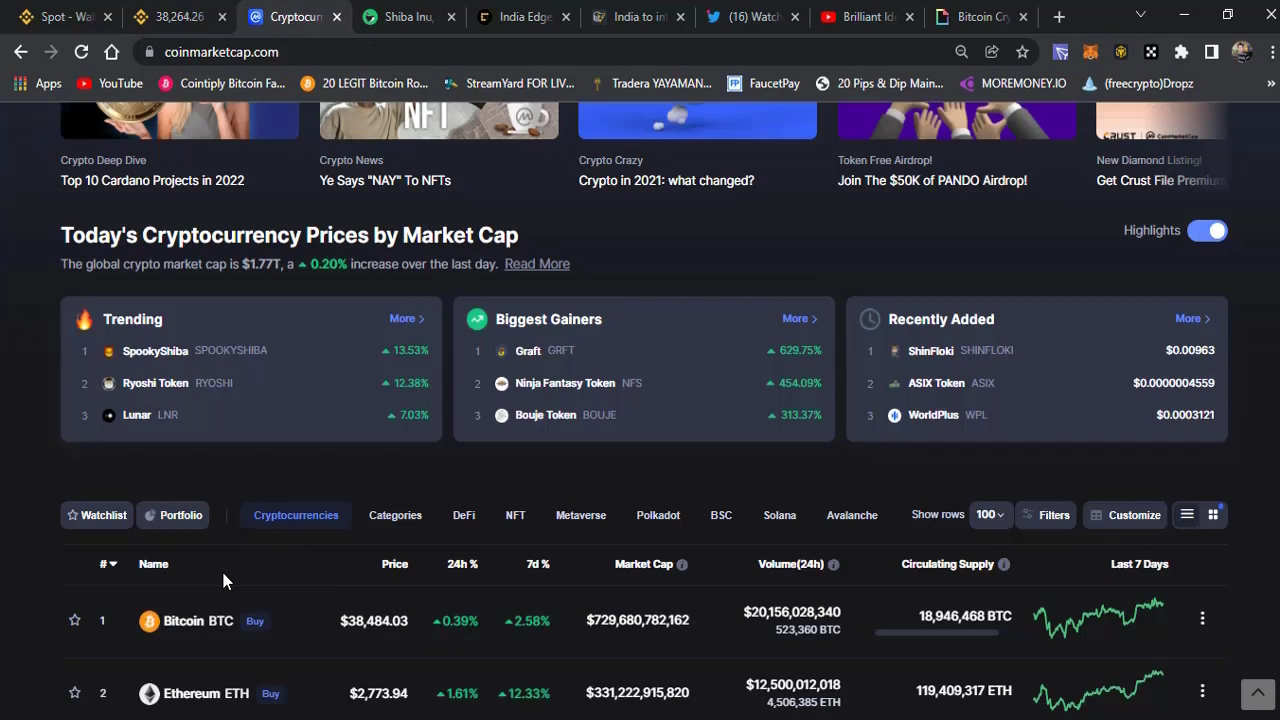 Spot - Wal
38,264.26
Cryptocurr
Shiba Inu,
India Edge
India to in
(16) Watch
Brilliant Id
Bitcoin Cry
coinmarketcap.com
Apps
YouTube
Cointiply Bitcoin Fa...
20 LEGIT Bitcoin Ro...
StreamYard FOR LIV...
Tradera YAYAMAN...
FP
FaucetPay
20 Pips & Dip Main...
MOREMONEY.IO
(freecrypto)Dropz
»
NFT
CRUST
CoinMarketCap
Crypto Deep Dive
Top 10 Cardano Projects in 2022
Crypto News
Ye Says "NAY" To NFTs
Crypto Crazy
Crypto in 2021: what changed?
Token Free Airdrop!
Join The $50K of PANDO Airdrop!
New Diamond Listing!
Get Crust File Premium
Today's Cryptocurrency Prices by Market Cap
Highlights
The global crypto market cap is $1.77T, a 0.20% increase over the last day. Read More
Trending
More
1 SpookyShiba SPOOKYSHIBA 13.53%
2 Ryoshi Token RYOSHI 12.38%
3 Lunar LNR 7.03%
Biggest Gainers
More
1 Graft GRFT 629.75%
2 Ninja Fantasy Token NFS 454.09%
3 Bouje Token BOUJE 313.37%
Recently Added
More
1 ShinFloki SHINFLOKI $0.00963
2 ASIX Token ASIX $0.0000004559
3 WorldPlus WPL $0.0003121
Watchlist Portfolio Cryptocurrencies Categories DeFi NFT Metaverse Polkadot BSC Solana Avalanche Show rows 100 Filters Customize
# Name Price 24h % 7d % Market Cap Volume(24h) Circulating Supply Last 7 Days
1 Bitcoin BTC Buy $38,484.03 0.39% 2.58% $729,680,782,162 $20,156,028,340 18,946,468 BTC
523,360 BTC
2 Ethereum ETH Buy $2,773.94 1.61% 12.33% $331,222,915,820 $12,500,012,018 119,409,317 ETH
4,506,385 ETH